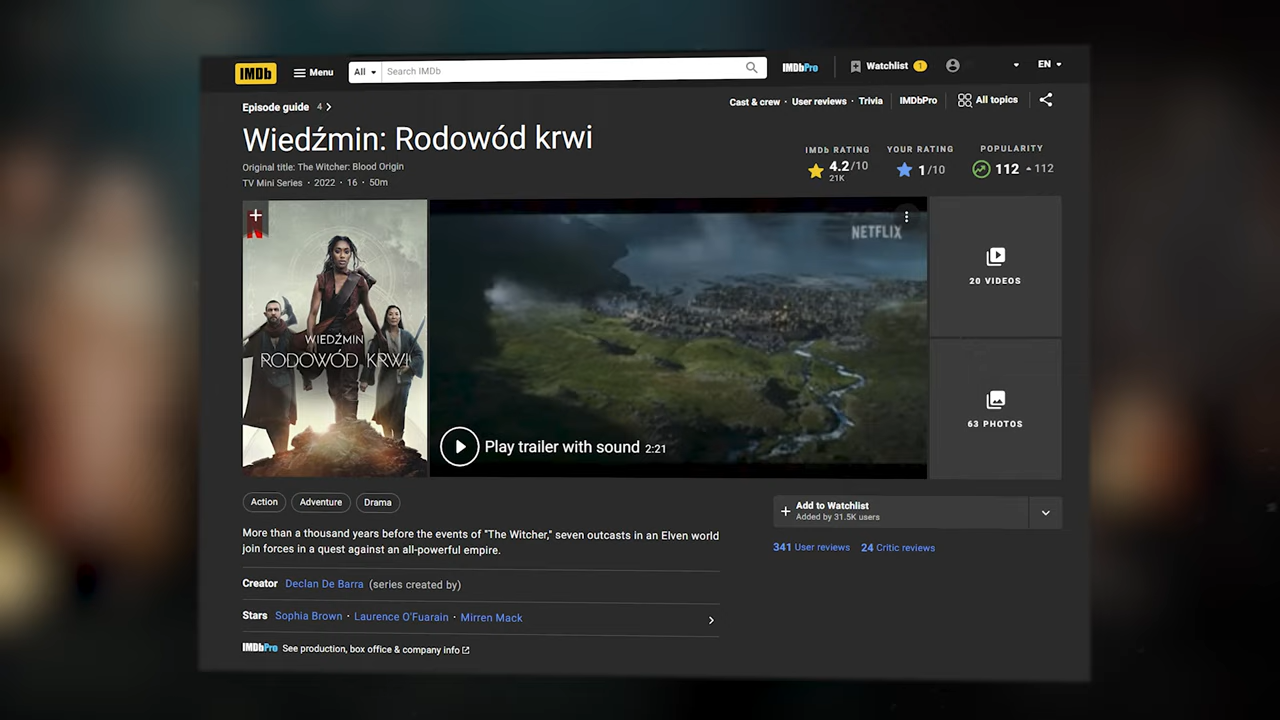 IMDb Menu All Search IMDb IMDbPro Watchlist 1 EN
Episode guide 4 Cast & crew · User reviews · Trivia IMDbPro All topics
Wiedźmin: Rodowód krwi
Original title: The Witcher: Blood Origin
TV Mini Series · 2022 · 16 · 50m
IMDb RATING YOUR RATING POPULARITY
4.2/10 1/10 112 112
21K
N
WIEDŹMIN
RODOWÓD KRWI
NETFLIX
Play trailer with sound 2:21
20 VIDEOS
63 PHOTOS
Action Adventure Drama
More than a thousand years before the events of "The Witcher," seven outcasts in an Elven world
join forces in a quest against an all-powerful empire.
Add to Watchlist
Added by 31.5K users
341 User reviews 24 Critic reviews
Creator Declan De Barra (series created by)
Stars Sophia Brown · Laurence O'Fuarain · Mirren Mack
IMDbPro See production, box office & company info